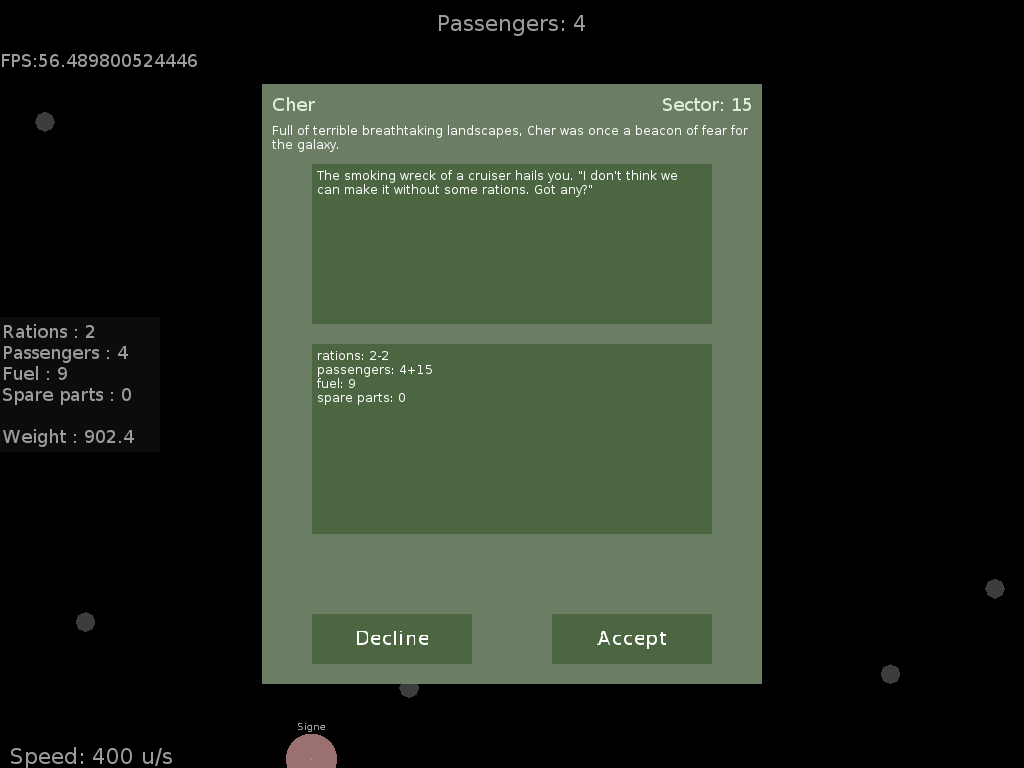 Passengers: 4
FPS:56.489800524446
Cher
Sector: 15
Full of terrible breathtaking landscapes, Cher was once a beacon of fear for
the galaxy.
The smoking wreck of a cruiser hails you. "I don't think we
can make it without some rations. Got any?"
Rations : 2
Passengers : 4
Fuel : 9
Spare parts : 0
Weight : 902.4
rations: 2-2
passengers: 4+15
fuel: 9
spare parts: 0
Decline
Accept
Signe
Speed: 400 u/s